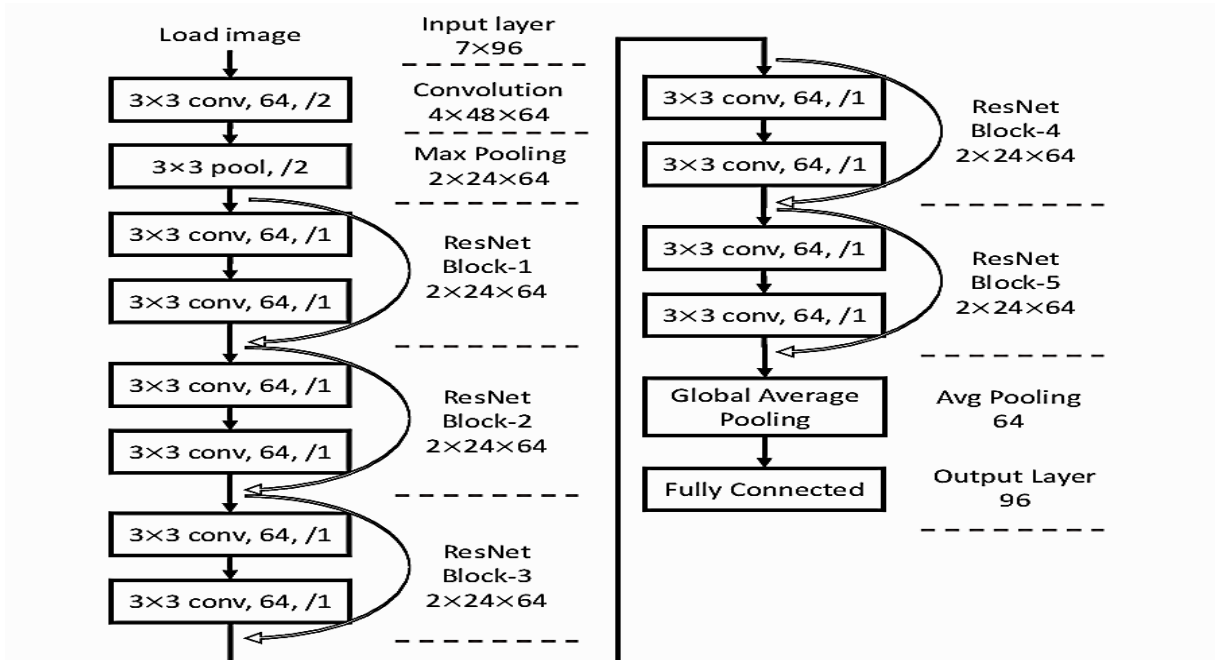 Load image
Input layer
7×96
3×3 conv, 64, /2
Convolution
4×48×64
3×3 pool, /2
Max Pooling
2×24×64
3×3 conv, 64, /1
3×3 conv, 64, /1
ResNet
Block-1
2×24×64
3×3 conv, 64, /1
3×3 conv, 64, /1
ResNet
Block-2
2×24×64
3×3 conv, 64, /1
3×3 conv, 64, /1
ResNet
Block-3
2×24×64
3×3 conv, 64, /1
3×3 conv, 64, /1
ResNet
Block-4
2×24×64
3×3 conv, 64, /1
3×3 conv, 64, /1
ResNet
Block-5
2×24×64
Global Average
Pooling
Avg Pooling
64
Fully Connected
Output Layer
96